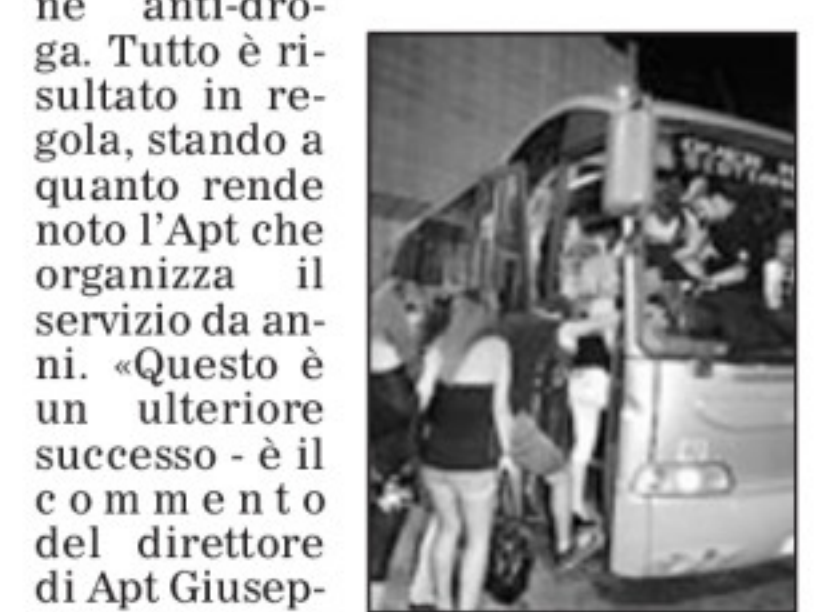 ne anti-dro-
ga. Tutto è ri-
sultato in re-
gola, stando a
quanto rende
noto l'Apt che
organizza il
servizio da an-
ni. «Questo è
un ulteriore
successo - è il
commento
del direttore
di Apt Giusep-